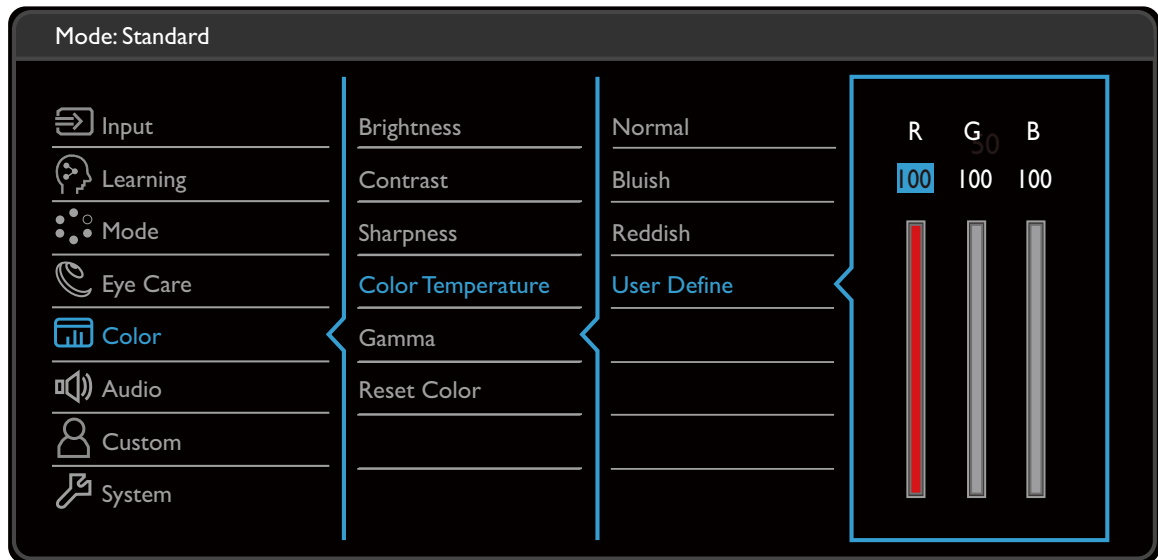 Mode: Standard
Input
Learning
Mode
Eye Care
Color
Audio
Custom
System
Brightness
Contrast
Sharpness
Color Temperature
Gamma
Reset Color
Normal
Bluish
Reddish
User Define
R G B
50
100 100 100